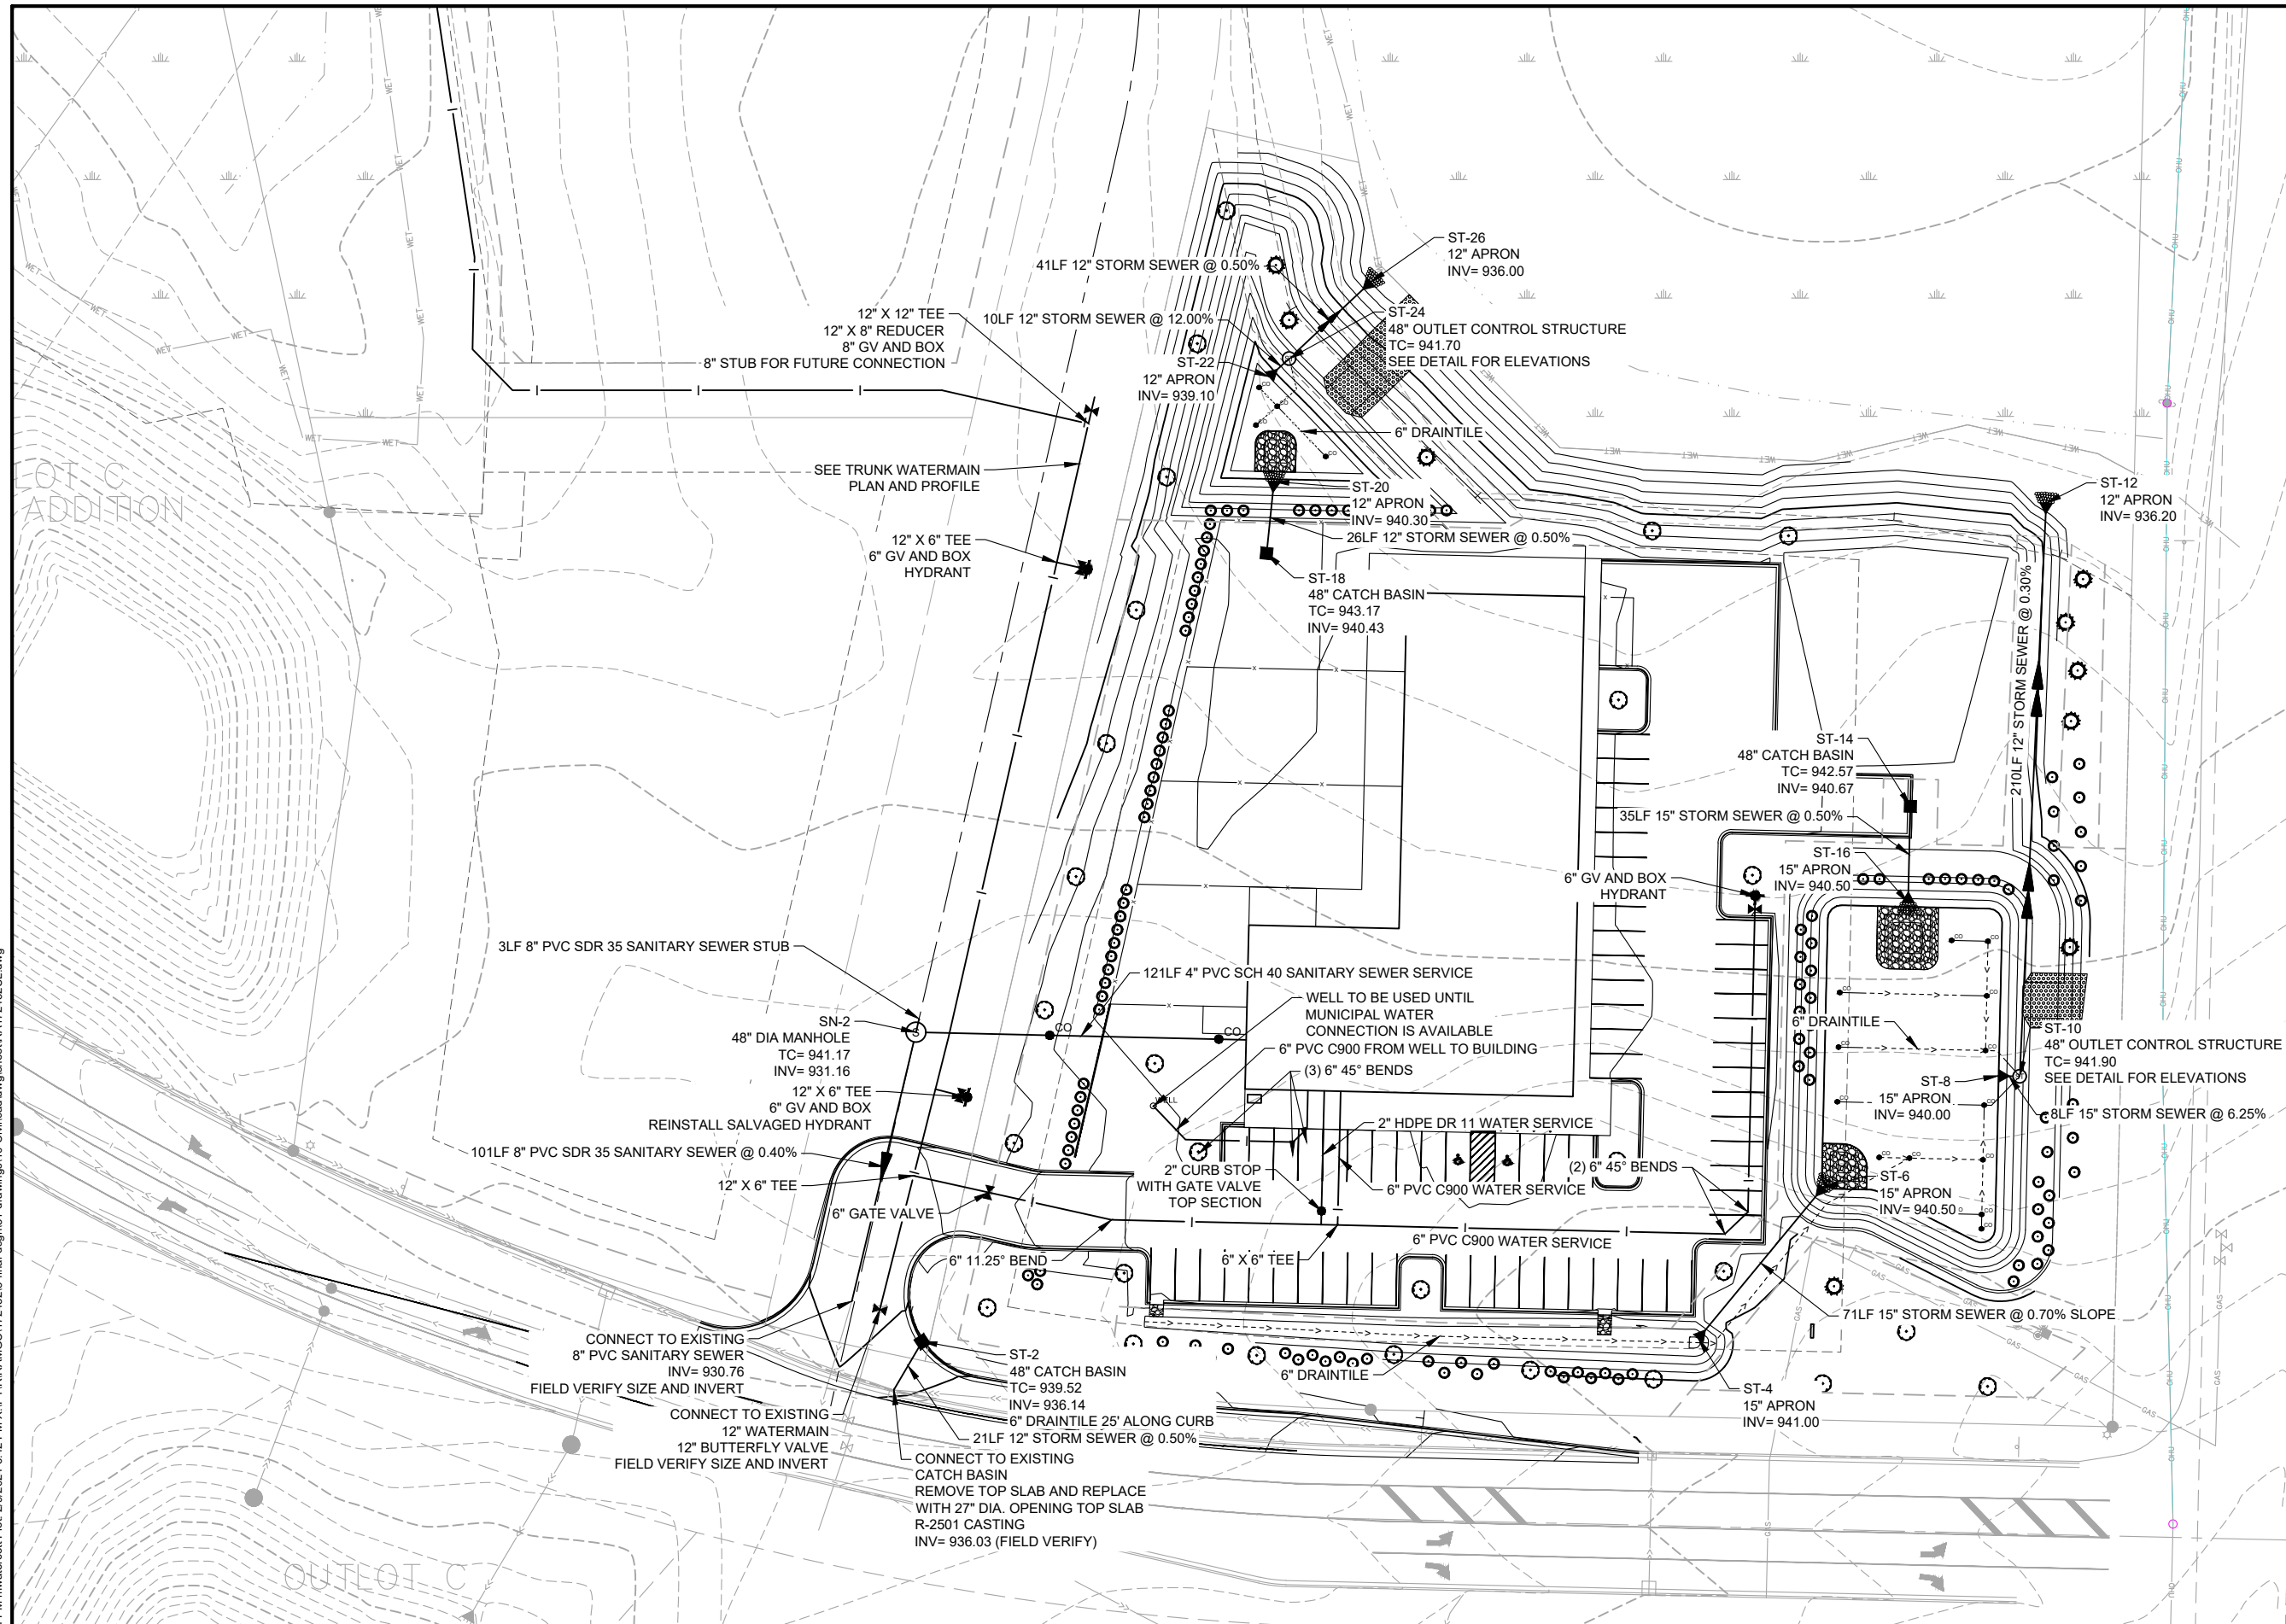 ST-26
12" APRON
INV= 936.00
41LF 12" STORM SEWER @ 0.50%
12" X 12" TEE
12" X 8" REDUCER
8" GV AND BOX
8" STUB FOR FUTURE CONNECTION
10LF 12" STORM SEWER @ 12.00%
ST-24
48" OUTLET CONTROL STRUCTURE
TC= 941.70
SEE DETAIL FOR ELEVATIONS
ST-22
12" APRON
INV= 939.10
6" DRAINTILE
SEE TRUNK WATERMAIN
PLAN AND PROFILE
LOT C
ADDITION
ST-20
12" APRON
INV= 940.30
26LF 12" STORM SEWER @ 0.50%
ST-12
12" APRON
INV= 936.20
12" X 6" TEE
6" GV AND BOX
HYDRANT
ST-18
48" CATCH BASIN
TC= 943.17
INV= 940.43
210LF 12" STORM SEWER @ 0.30%
ST-14
48" CATCH BASIN
TC= 942.57
INV= 940.67
35LF 15" STORM SEWER @ 0.50%
ST-16
15" APRON
INV= 940.50
6" GV AND BOX
HYDRANT
3LF 8" PVC SDR 35 SANITARY SEWER STUB
121LF 4" PVC SCH 40 SANITARY SEWER SERVICE
WELL TO BE USED UNTIL
MUNICIPAL WATER
CONNECTION IS AVAILABLE
6" PVC C900 FROM WELL TO BUILDING
(3) 6" 45° BENDS
SN-2
48" DIA MANHOLE
TC= 941.17
INV= 931.16
S
CO
CO
WELL
12" X 6" TEE
6" GV AND BOX
REINSTALL SALVAGED HYDRANT
6" DRAINTILE
ST-10
48" OUTLET CONTROL STRUCTURE
TC= 941.90
SEE DETAIL FOR ELEVATIONS
ST-8
15" APRON
INV= 940.00
8LF 15" STORM SEWER @ 6.25%
101LF 8" PVC SDR 35 SANITARY SEWER @ 0.40%
2" HDPE DR 11 WATER SERVICE
2" CURB STOP
WITH GATE VALVE
TOP SECTION
(2) 6" 45° BENDS
6" PVC C900 WATER SERVICE
12" X 6" TEE
6" GATE VALVE
ST-6
15" APRON
INV= 940.50
6" PVC C900 WATER SERVICE
6" 11.25° BEND
6" X 6" TEE
71LF 15" STORM SEWER @ 0.70% SLOPE
CONNECT TO EXISTING
8" PVC SANITARY SEWER
INV= 930.76
FIELD VERIFY SIZE AND INVERT
ST-2
48" CATCH BASIN
TC= 939.52
INV= 936.14
6" DRAINTILE 25' ALONG CURB
21LF 12" STORM SEWER @ 0.50%
6" DRAINTILE
ST-4
15" APRON
INV= 941.00
CONNECT TO EXISTING
12" WATERMAIN
12" BUTTERFLY VALVE
FIELD VERIFY SIZE AND INVERT
CONNECT TO EXISTING
CATCH BASIN
REMOVE TOP SLAB AND REPLACE
WITH 27" DIA. OPENING TOP SLAB
R-2501 CASTING
INV= 936.03 (FIELD VERIFY)
OUTLOT C
WET
WET
WET
WET
OHU
OHU
OHU
GAS
GAS
GAS